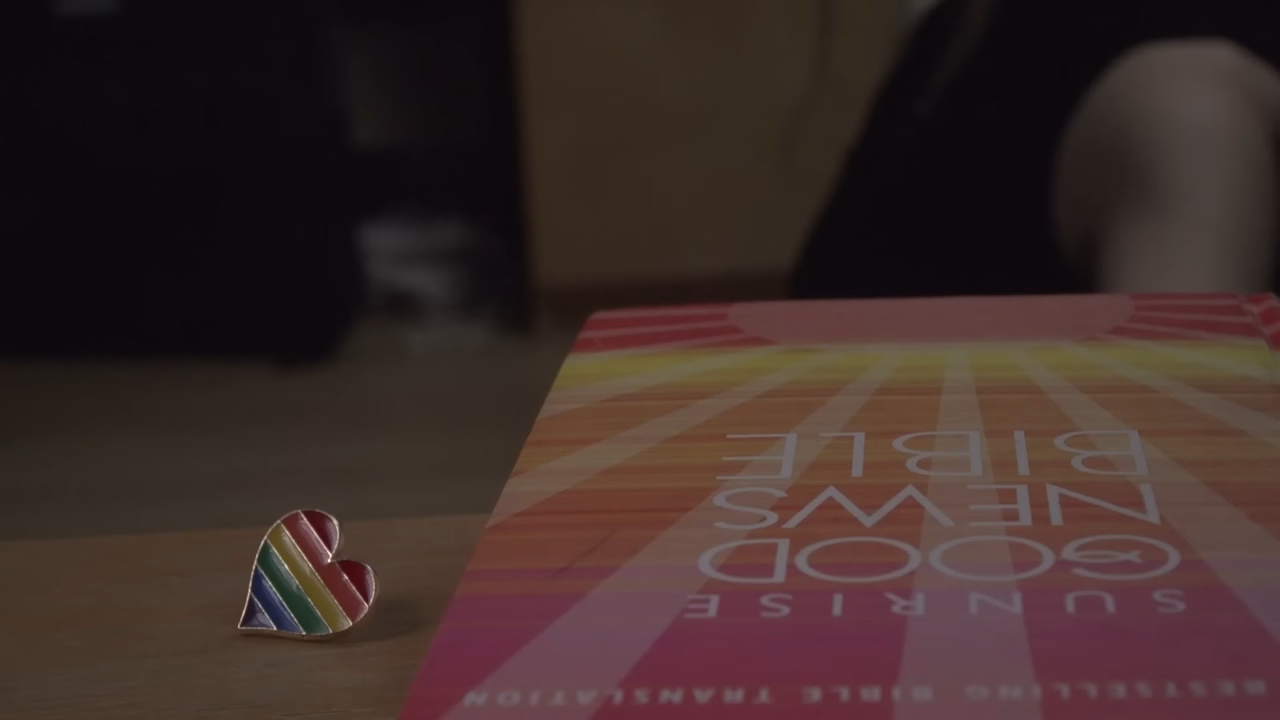 BESTSELLING BIBLE TRANSLATION
SUNRISE
GOOD
NEWS
BIBLE